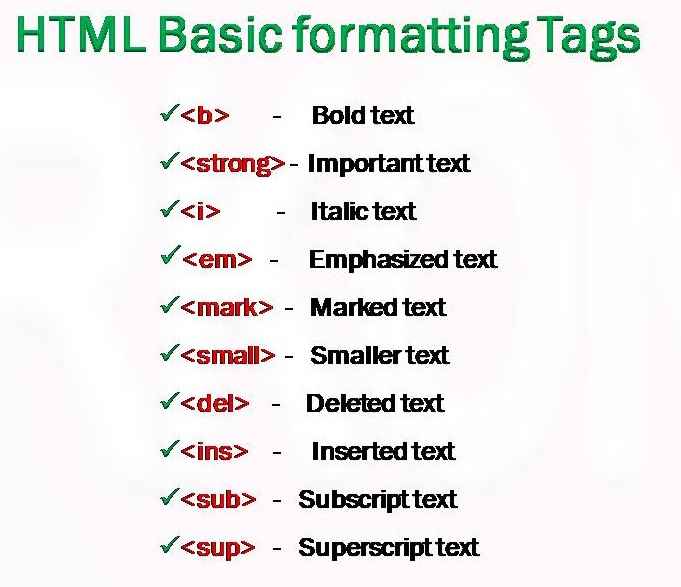 HTML Basic formatting Tags
✓<b> - Bold text
✓<strong> - Important text
✓<i> - Italic text
✓<em> - Emphasized text
✓<mark> - Marked text
✓<small> - Smaller text
✓<del> - Deleted text
✓<ins> - Inserted text
✓<sub> - Subscript text
✓<sup> - Superscript text